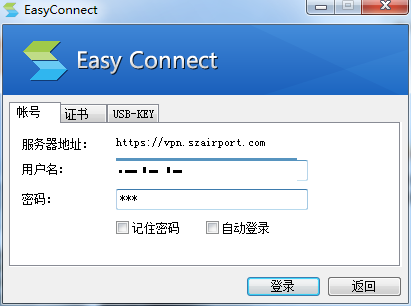 EasyConnect
Easy Connect
帐号 证书 USB-KEY
服务器地址： https://vpn.szairport.com
用户名：
密码： ***
记住密码 自动登录
登录 返回